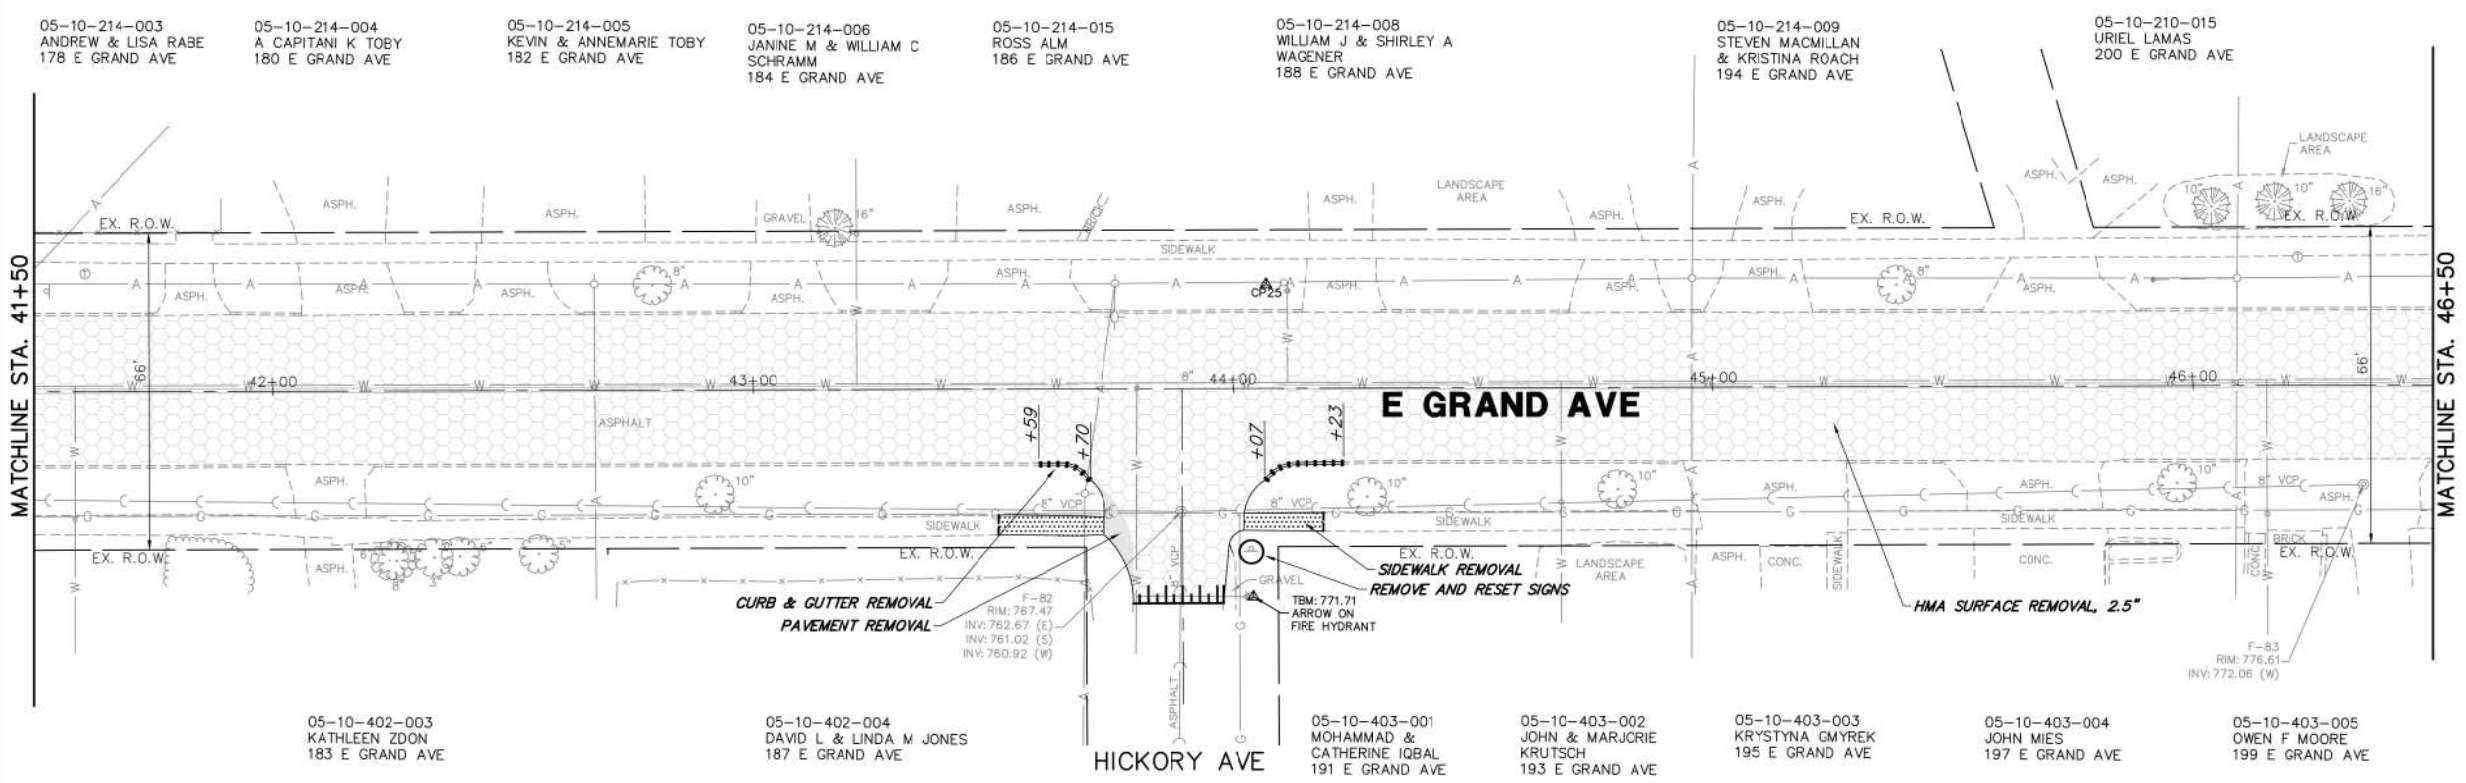 05-10-214-003
ANDREW & LISA RABE
178 E GRAND AVE
05-10-214-004
A CAPITANI K TOBY
180 E GRAND AVE
05-10-214-005
KEVIN & ANNEMARIE TOBY
182 E GRAND AVE
05-10-214-006
JANINE M & WILLIAM C
SCHRAMM
184 E GRAND AVE
05-10-214-015
ROSS ALM
186 E GRAND AVE
05-10-214-008
WILLIAM J & SHIRLEY A
WAGENER
188 E GRAND AVE
05-10-214-009
STEVEN MACMILLAN
& KRISTINA ROACH
194 E GRAND AVE
05-10-210-015
URIEL LAMAS
200 E GRAND AVE
MATCHLINE STA. 41+50
MATCHLINE STA. 46+50
LANDSCAPE
AREA
ASPH.
ASPH.
GRAVEL
16"
ASPH.
BRICK
ASPH.
LANDSCAPE
AREA
ASPH.
ASPH.
ASPH.
ASPH.
10"
10"
16"
EX. R.O.W.
EX. R.O.W.
EX. R.O.W.
SIDEWALK
A
T
ASPH.
ASPH.
ASPH.
8"
ASPH.
ASPH.
CP25
ASPH.
ASPH.
ASPH.
8"
ASPH.
T
66'
42+00
43+00
8"
44+00
45+00
46+00
66'
W
E GRAND AVE
ASPHALT
+59
+70
+07
+23
ASPH.
10"
8" VCP
8" VCP
10"
10"
ASPH.
ASPH.
10"
8" VCP
ASPH.
G
SIDEWALK
SIDEWALK
SIDEWALK
EX. R.O.W.
6"
8"
6"
EX. R.O.W.
8" VCP
P
EX. R.O.W.
BRICK
EX. R.O.W.
ASPH.
SIDEWALK REMOVAL
LANDSCAPE
AREA
ASPH.
CONC.
SIDEWALK
CONC.
CONC
GRAVEL
REMOVE AND RESET SIGNS
CURB & GUTTER REMOVAL
PAVEMENT REMOVAL
F-82
RIM: 767.47
INV: 762.67 (E)
INV: 761.02 (S)
INV: 760.92 (W)
TBM: 771.71
ARROW ON
FIRE HYDRANT
HMA SURFACE REMOVAL, 2.5"
F-83
RIM: 776.61
INV: 772.06 (W)
ASPHALT
HICKORY AVE
05-10-402-003
KATHLEEN ZDON
183 E GRAND AVE
05-10-402-004
DAVID L & LINDA M JONES
187 E GRAND AVE
05-10-403-001
MOHAMMAD &
CATHERINE IQBAL
191 E GRAND AVE
05-10-403-002
JOHN & MARJORIE
KRUTSCH
193 E GRAND AVE
05-10-403-003
KRYSTYNA GMYREK
195 E GRAND AVE
05-10-403-004
JOHN MIES
197 E GRAND AVE
05-10-403-005
OWEN F MOORE
199 E GRAND AVE